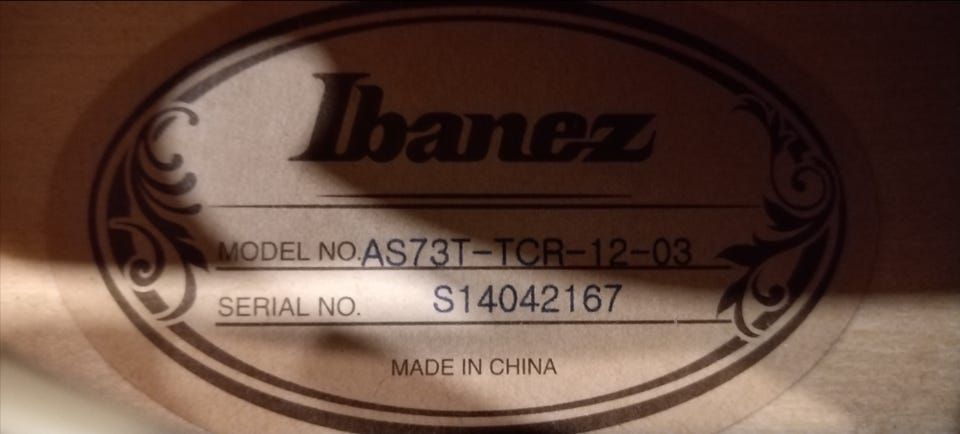 Ibanez
MODEL NO. AS73T-TCR-12-03
SERIAL NO. S14042167
MADE IN CHINA